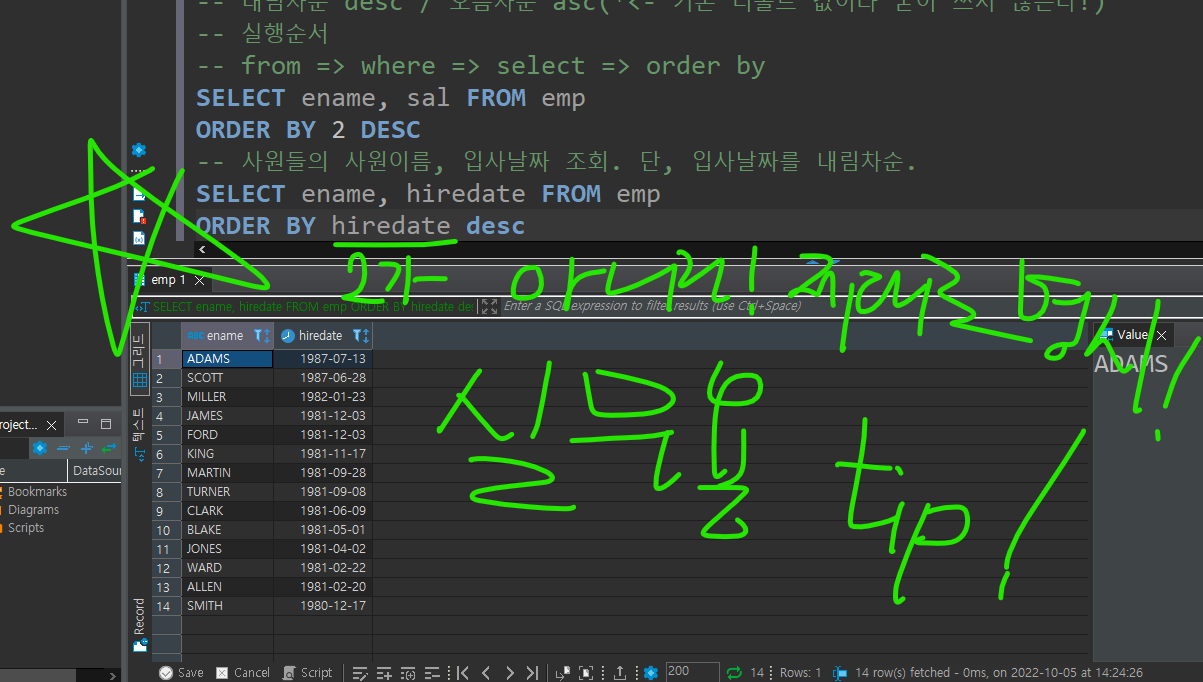 -- 내림차순 desc / 오름차순 asc(*<- 기본 디폴트 값이라 굳이 쓰지 않는다!)
-- 실행순서
-- from => where => select => order by
SELECT ename, sal FROM emp
ORDER BY 2 DESC
-- 사원들의 사원이름, 입사날짜 조회. 단, 입사날짜를 내림차순.
SELECT ename, hiredate FROM emp
ORDER BY hiredate desc
emp 1
2가 아니
실무용 tip!
SELECT ename, hiredate FROM emp ORDER BY hiredate des
Enter a SQL expression to filter results (use Ctrl+Space)
그리드
텍스트
Record
ename hiredate
1 ADAMS 1987-07-13
2 SCOTT 1987-06-28
3 MILLER 1982-01-23
4 JAMES 1981-12-03
5 FORD 1981-12-03
6 KING 1981-11-17
7 MARTIN 1981-09-28
8 TURNER 1981-09-08
9 CLARK 1981-06-09
10 BLAKE 1981-05-01
11 JONES 1981-04-02
12 WARD 1981-02-22
13 ALLEN 1981-02-20
14 SMITH 1980-12-17
Value
ADAMS
roject...
e DataSour
Bookmarks
Diagrams
Scripts
Save Cancel Script 200 14 Rows: 1 14 row(s) fetched - 0ms, on 2022-10-05 at 14:24:26